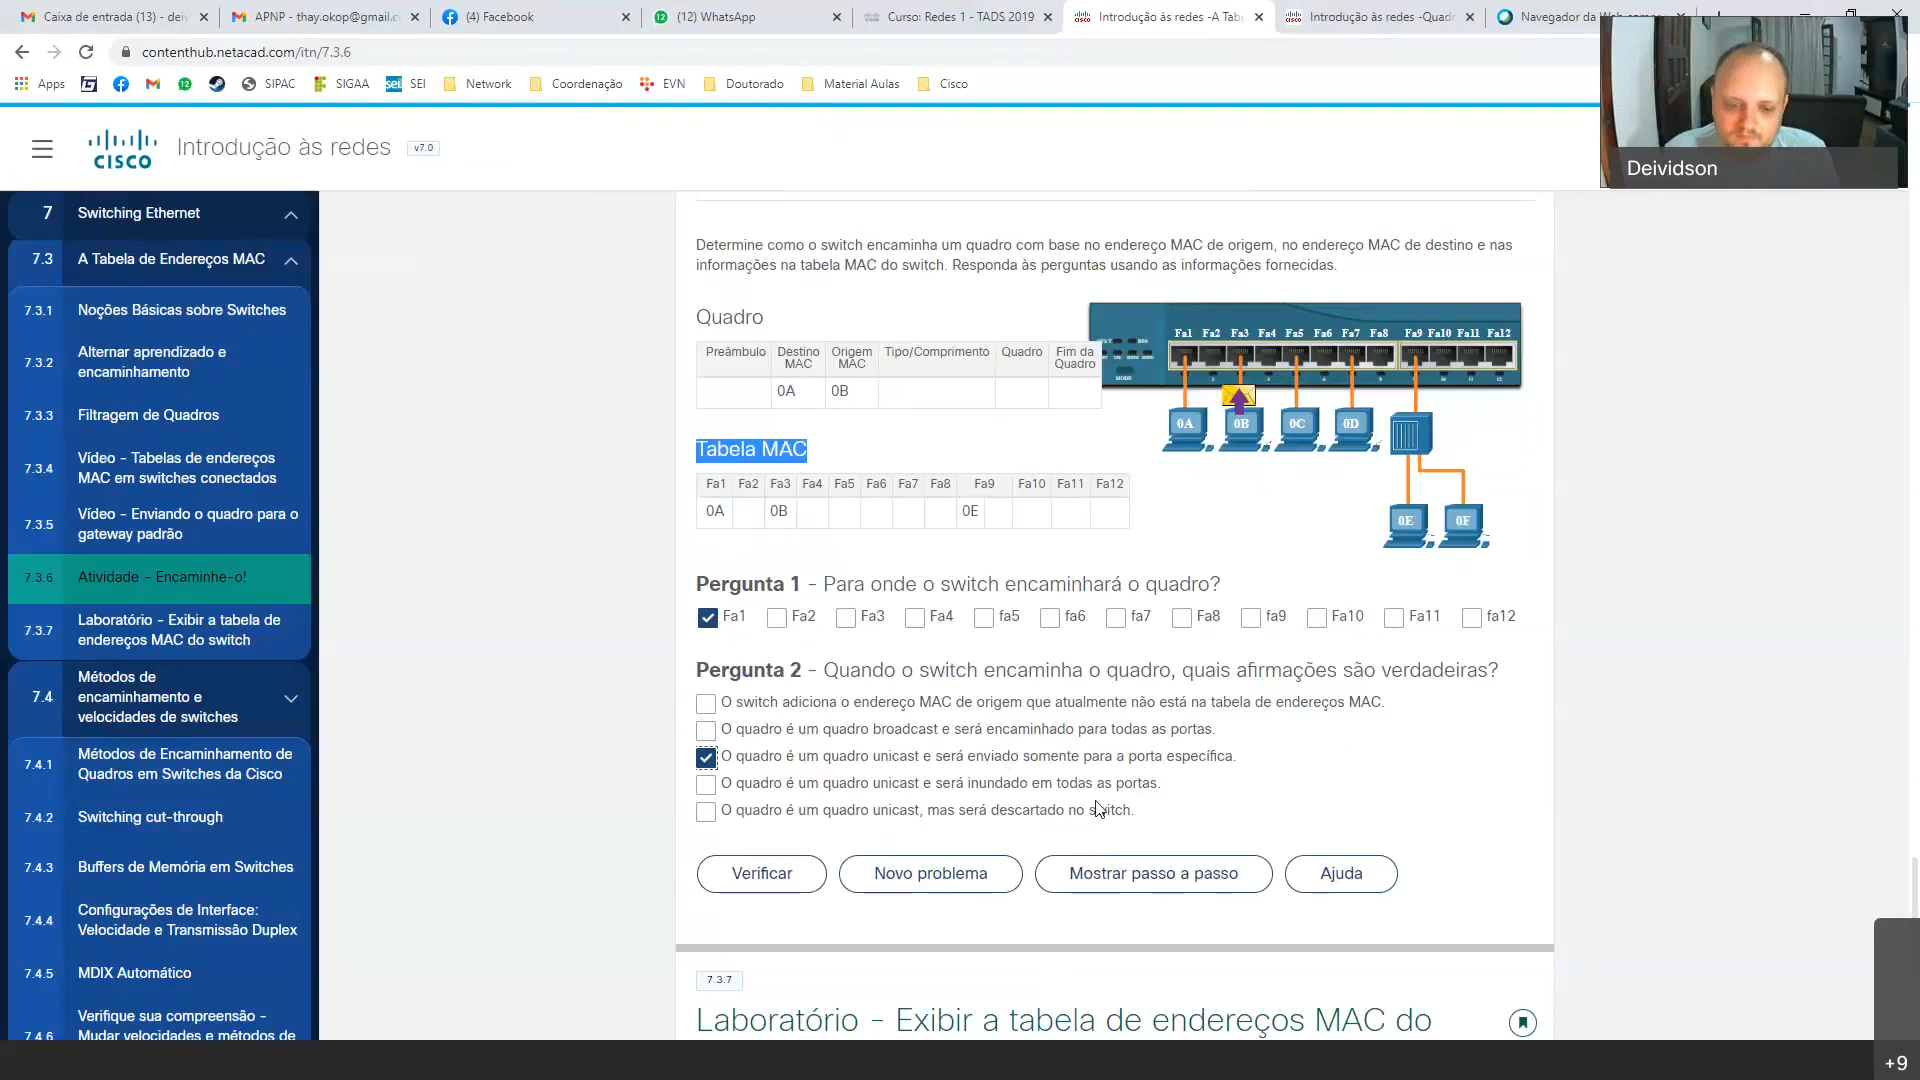 Caixa de entrada (13) - dei
APNP - thay.okop@gmail.c
(4) Facebook
(12) WhatsApp
Curso: Redes 1 - TADS 2019
Introdução às redes -A Tab
Introdução às redes -Quad
Navegador da Web
contenthub.netacad.com/itn/7.3.6
Apps
SIPAC
SIGAA
sei SEI
Network
Coordenação
EVN
Doutorado
Material Aulas
Cisco
Deividson
CISCO
Introdução às redes
v7.0
7 Switching Ethernet
7.3 A Tabela de Endereços MAC
7.3.1 Noções Básicas sobre Switches
7.3.2 Alternar aprendizado e
encaminhamento
7.3.3 Filtragem de Quadros
7.3.4 Vídeo - Tabelas de endereços
MAC em switches conectados
7.3.5 Vídeo - Enviando o quadro para o
gateway padrão
7.3.6 Atividade - Encaminhe-o!
7.3.7 Laboratório - Exibir a tabela de
endereços MAC do switch
7.4 Métodos de
encaminhamento e
velocidades de switches
7.4.1 Métodos de Encaminhamento de
Quadros em Switches da Cisco
7.4.2 Switching cut-through
7.4.3 Buffers de Memória em Switches
7.4.4 Configurações de Interface:
Velocidade e Transmissão Duplex
7.4.5 MDIX Automático
7.4.6 Verifique sua compreensão -
Mudar velocidades e métodos de
Determine como o switch encaminha um quadro com base no endereço MAC de origem, no endereço MAC de destino e nas
informações na tabela MAC do switch. Responda às perguntas usando as informações fornecidas.
Quadro
Preâmbulo Destino MAC Origem MAC Tipo/Comprimento Quadro Fim da Quadro
0A 0B
Fa1 Fa2 Fa3 Fa4 Fa5 Fa6 Fa7 Fa8 Fa9 Fa10 Fa11 Fa12
MODE
0A 0B 0C 0D
0E 0F
Tabela MAC
Fa1 Fa2 Fa3 Fa4 Fa5 Fa6 Fa7 Fa8 Fa9 Fa10 Fa11 Fa12
0A 0B 0E
Pergunta 1 - Para onde o switch encaminhará o quadro?
Fa1 Fa2 Fa3 Fa4 fa5 fa6 fa7 Fa8 fa9 Fa10 Fa11 fa12
Pergunta 2 - Quando o switch encaminha o quadro, quais afirmações são verdadeiras?
O switch adiciona o endereço MAC de origem que atualmente não está na tabela de endereços MAC.
O quadro é um quadro broadcast e será encaminhado para todas as portas.
O quadro é um quadro unicast e será enviado somente para a porta específica.
O quadro é um quadro unicast e será inundado em todas as portas.
O quadro é um quadro unicast, mas será descartado no switch.
Verificar
Novo problema
Mostrar passo a passo
Ajuda
7.3.7
Laboratório - Exibir a tabela de endereços MAC do
+9